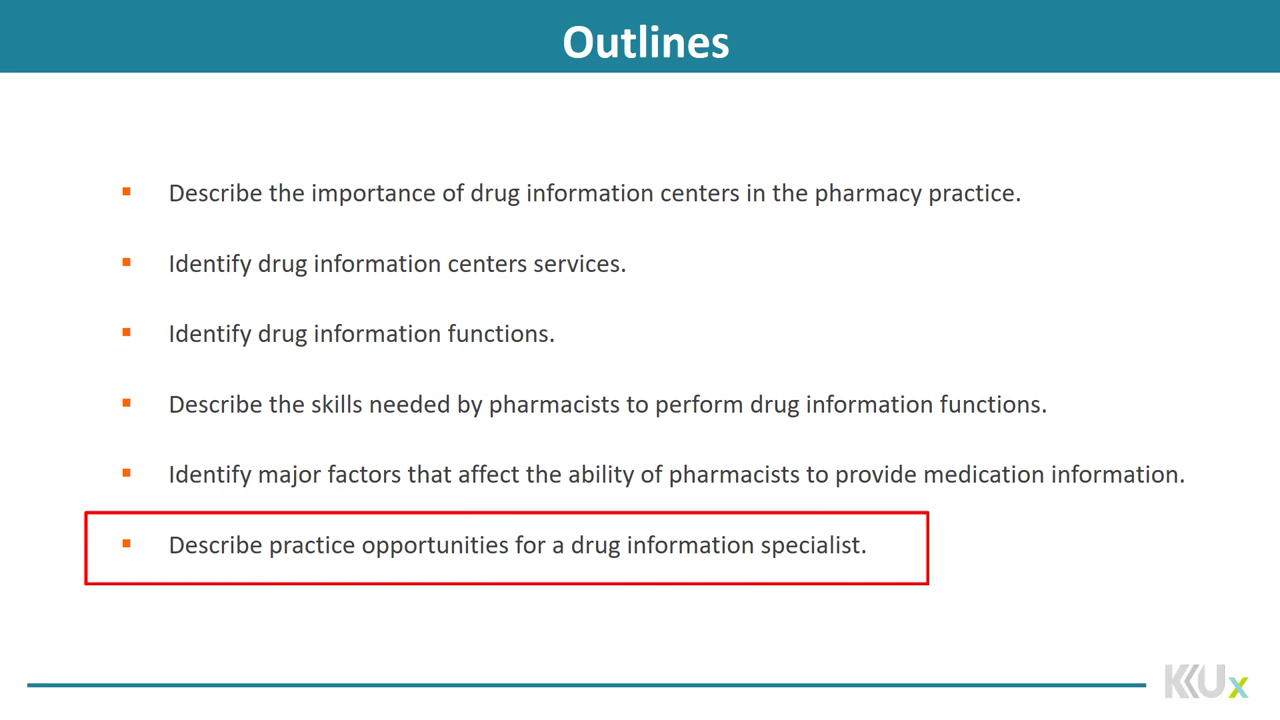 Outlines
▪ Describe the importance of drug information centers in the pharmacy practice.
▪ Identify drug information centers services.
▪ Identify drug information functions.
▪ Describe the skills needed by pharmacists to perform drug information functions.
▪ Identify major factors that affect the ability of pharmacists to provide medication information.
▪ Describe practice opportunities for a drug information specialist.
KKUx